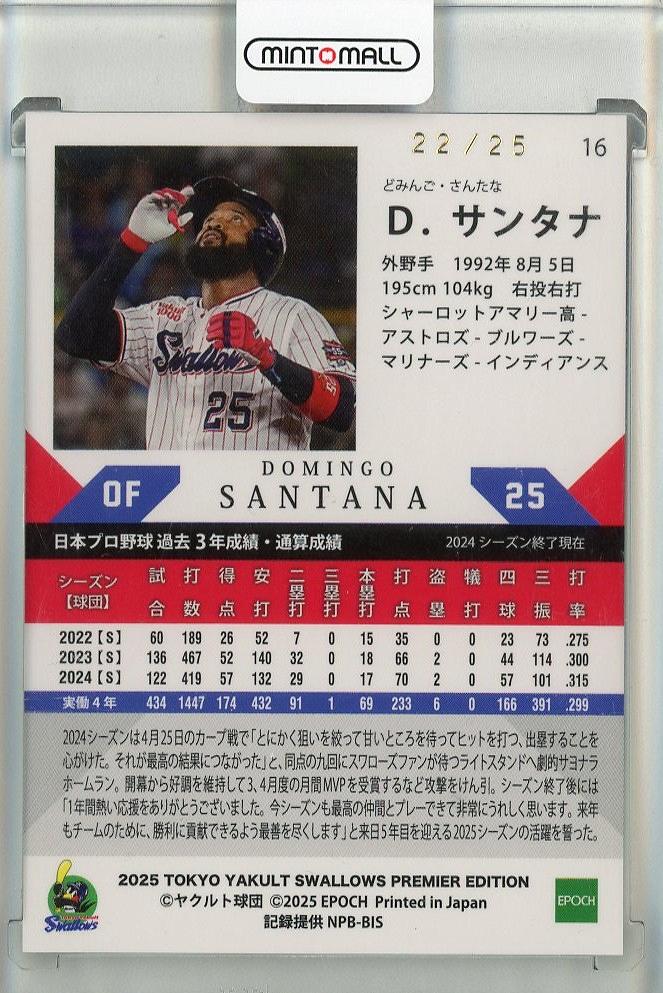 MINT MALL
22/25
16
どみんご・さんたな
D. サンタナ
外野手 1992年 8月 5日
195cm 104kg 右投右打
シャーロットアマリー高 -
アストロズ - ブルワーズ -
マリナーズ - インディアンス
Swallows
25
OF
DOMINGO
SANTANA
25
日本プロ野球 過去 3 年成績・通算成績 2024 シーズン終了現在
シーズン【球団】 試合 打数 得点 安打 二塁打 三塁打 本塁打 打点 盗塁 犠打 四球 三振 打率
2022【S】 60 189 26 52 7 0 15 35 0 0 23 73 .275
2023【S】 136 467 52 140 32 0 18 66 2 0 44 114 .300
2024【S】 122 419 57 132 29 0 17 70 2 0 57 101 .315
実働 4 年 434 1447 174 432 91 1 69 233 6 0 166 391 .299
2024シーズンは4月25日のカープ戦で「とにかく狙いを絞って甘いところを待ってヒットを打つ、出塁することを
心がけた。それが最高の結果につながった」と、同点の九回にスワローズファンが待つライトスタンドへ劇的サヨナラ
ホームラン。開幕から好調を維持して3、4月度の月間MVPを受賞するなど攻撃をけん引。シーズン終了後には
「1年間熱い応援をありがとうございました。今シーズンも最高の仲間とプレーできて非常にうれしく思います。来年
もチームのために、勝利に貢献できるよう最善を尽くします」と来日5年目を迎える2025シーズンの活躍を誓った。
2025 TOKYO YAKULT SWALLOWS PREMIER EDITION
©ヤクルト球団 ©2025 EPOCH Printed in Japan
記録提供 NPB-BIS
Swallows
EPOCH